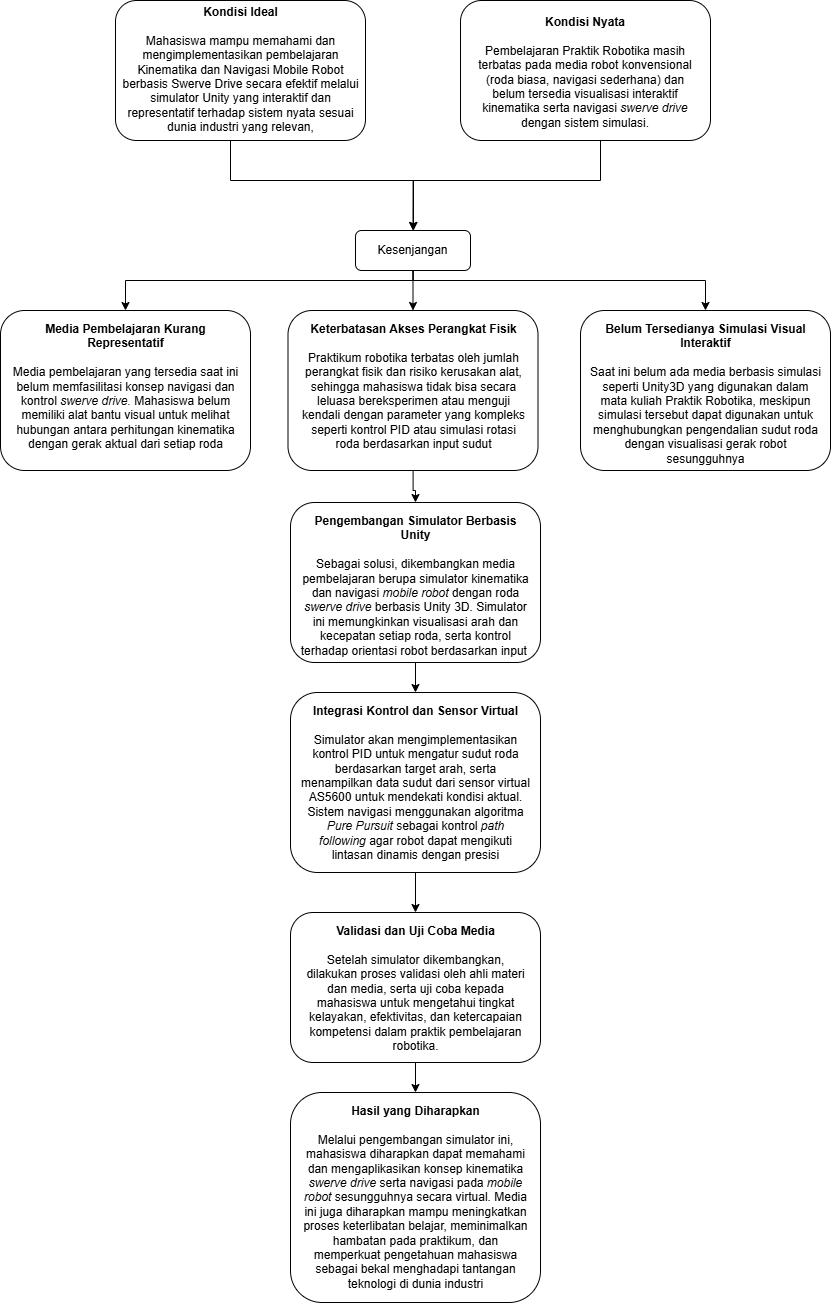 Kondisi Ideal
Mahasiswa mampu memahami dan
mengimplementasikan pembelajaran
Kinematika dan Navigasi Mobile Robot
berbasis Swerve Drive secara efektif melalui
simulator Unity yang interaktif dan
representatif terhadap sistem nyata sesuai
dunia industri yang relevan,
Kondisi Nyata
Pembelajaran Praktik Robotika masih
terbatas pada media robot konvensional
(roda biasa, navigasi sederhana) dan
belum tersedia visualisasi interaktif
kinematika serta navigasi swerve drive
dengan sistem simulasi.
Kesenjangan
Media Pembelajaran Kurang
Representatif
Media pembelajaran yang tersedia saat ini
belum memfasilitasi konsep navigasi dan
kontrol swerve drive. Mahasiswa belum
memiliki alat bantu visual untuk melihat
hubungan antara perhitungan kinematika
dengan gerak aktual dari setiap roda
Keterbatasan Akses Perangkat Fisik
Praktikum robotika terbatas oleh jumlah
perangkat fisik dan risiko kerusakan alat,
sehingga mahasiswa tidak bisa secara
leluasa bereksperimen atau menguji
kendali dengan parameter yang kompleks
seperti kontrol PID atau simulasi rotasi
roda berdasarkan input sudut
Belum Tersedianya Simulasi Visual
Interaktif
Saat ini belum ada media berbasis simulasi
seperti Unity3D yang digunakan dalam
mata kuliah Praktik Robotika, meskipun
simulasi tersebut dapat digunakan untuk
menghubungkan pengendalian sudut roda
dengan visualisasi gerak robot
sesungguhnya
Pengembangan Simulator Berbasis
Unity
Sebagai solusi, dikembangkan media
pembelajaran berupa simulator kinematika
dan navigasi mobile robot dengan roda
swerve drive berbasis Unity 3D. Simulator
ini memungkinkan visualisasi arah dan
kecepatan setiap roda, serta kontrol
terhadap orientasi robot berdasarkan input
Integrasi Kontrol dan Sensor Virtual
Simulator akan mengimplementasikan
kontrol PID untuk mengatur sudut roda
berdasarkan target arah, serta
menampilkan data sudut dari sensor virtual
AS5600 untuk mendekati kondisi aktual.
Sistem navigasi menggunakan algoritma
Pure Pursuit sebagai kontrol path
following agar robot dapat mengikuti
lintasan dinamis dengan presisi
Validasi dan Uji Coba Media
Setelah simulator dikembangkan,
dilakukan proses validasi oleh ahli materi
dan media, serta uji coba kepada
mahasiswa untuk mengetahui tingkat
kelayakan, efektivitas, dan ketercapaian
kompetensi dalam praktik pembelajaran
robotika.
Hasil yang Diharapkan
Melalui pengembangan simulator ini,
mahasiswa diharapkan dapat memahami
dan mengaplikasikan konsep kinematika
swerve drive serta navigasi pada mobile
robot sesungguhnya secara virtual. Media
ini juga diharapkan mampu meningkatkan
proses keterlibatan belajar, meminimalkan
hambatan pada praktikum, dan
memperkuat pengetahuan mahasiswa
sebagai bekal menghadapi tantangan
teknologi di dunia industri